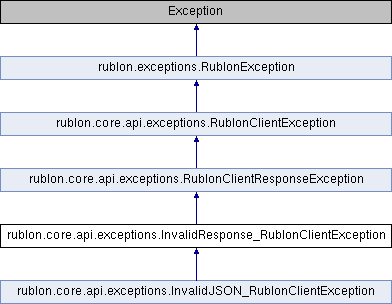 Exception
rublon.exceptions.RublonException
rublon.core.api.exceptions.RublonClientException
rublon.core.api.exceptions.RublonClientResponseException
rublon.core.api.exceptions.InvalidResponse_RublonClientException
rublon.core.api.exceptions.InvalidJSON_RublonClientException